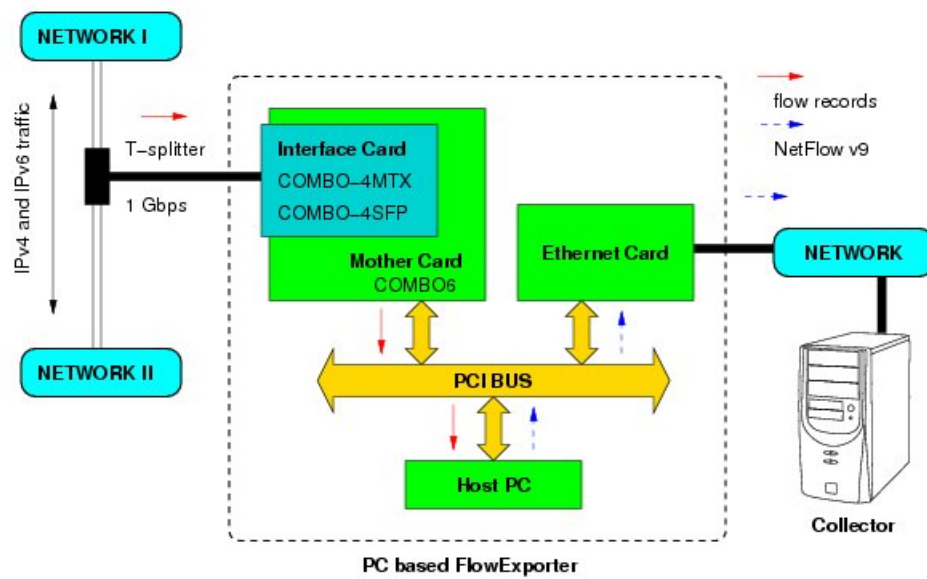 NETWORK I
IPv4 and IPv6 traffic
T-splitter
1 Gbps
NETWORK II
Interface Card
COMBO-4MTX
COMBO-4SFP
Mother Card
COMBO6
Ethernet Card
PCI BUS
Host PC
PC based FlowExporter
flow records
NetFlow v9
NETWORK
Collector